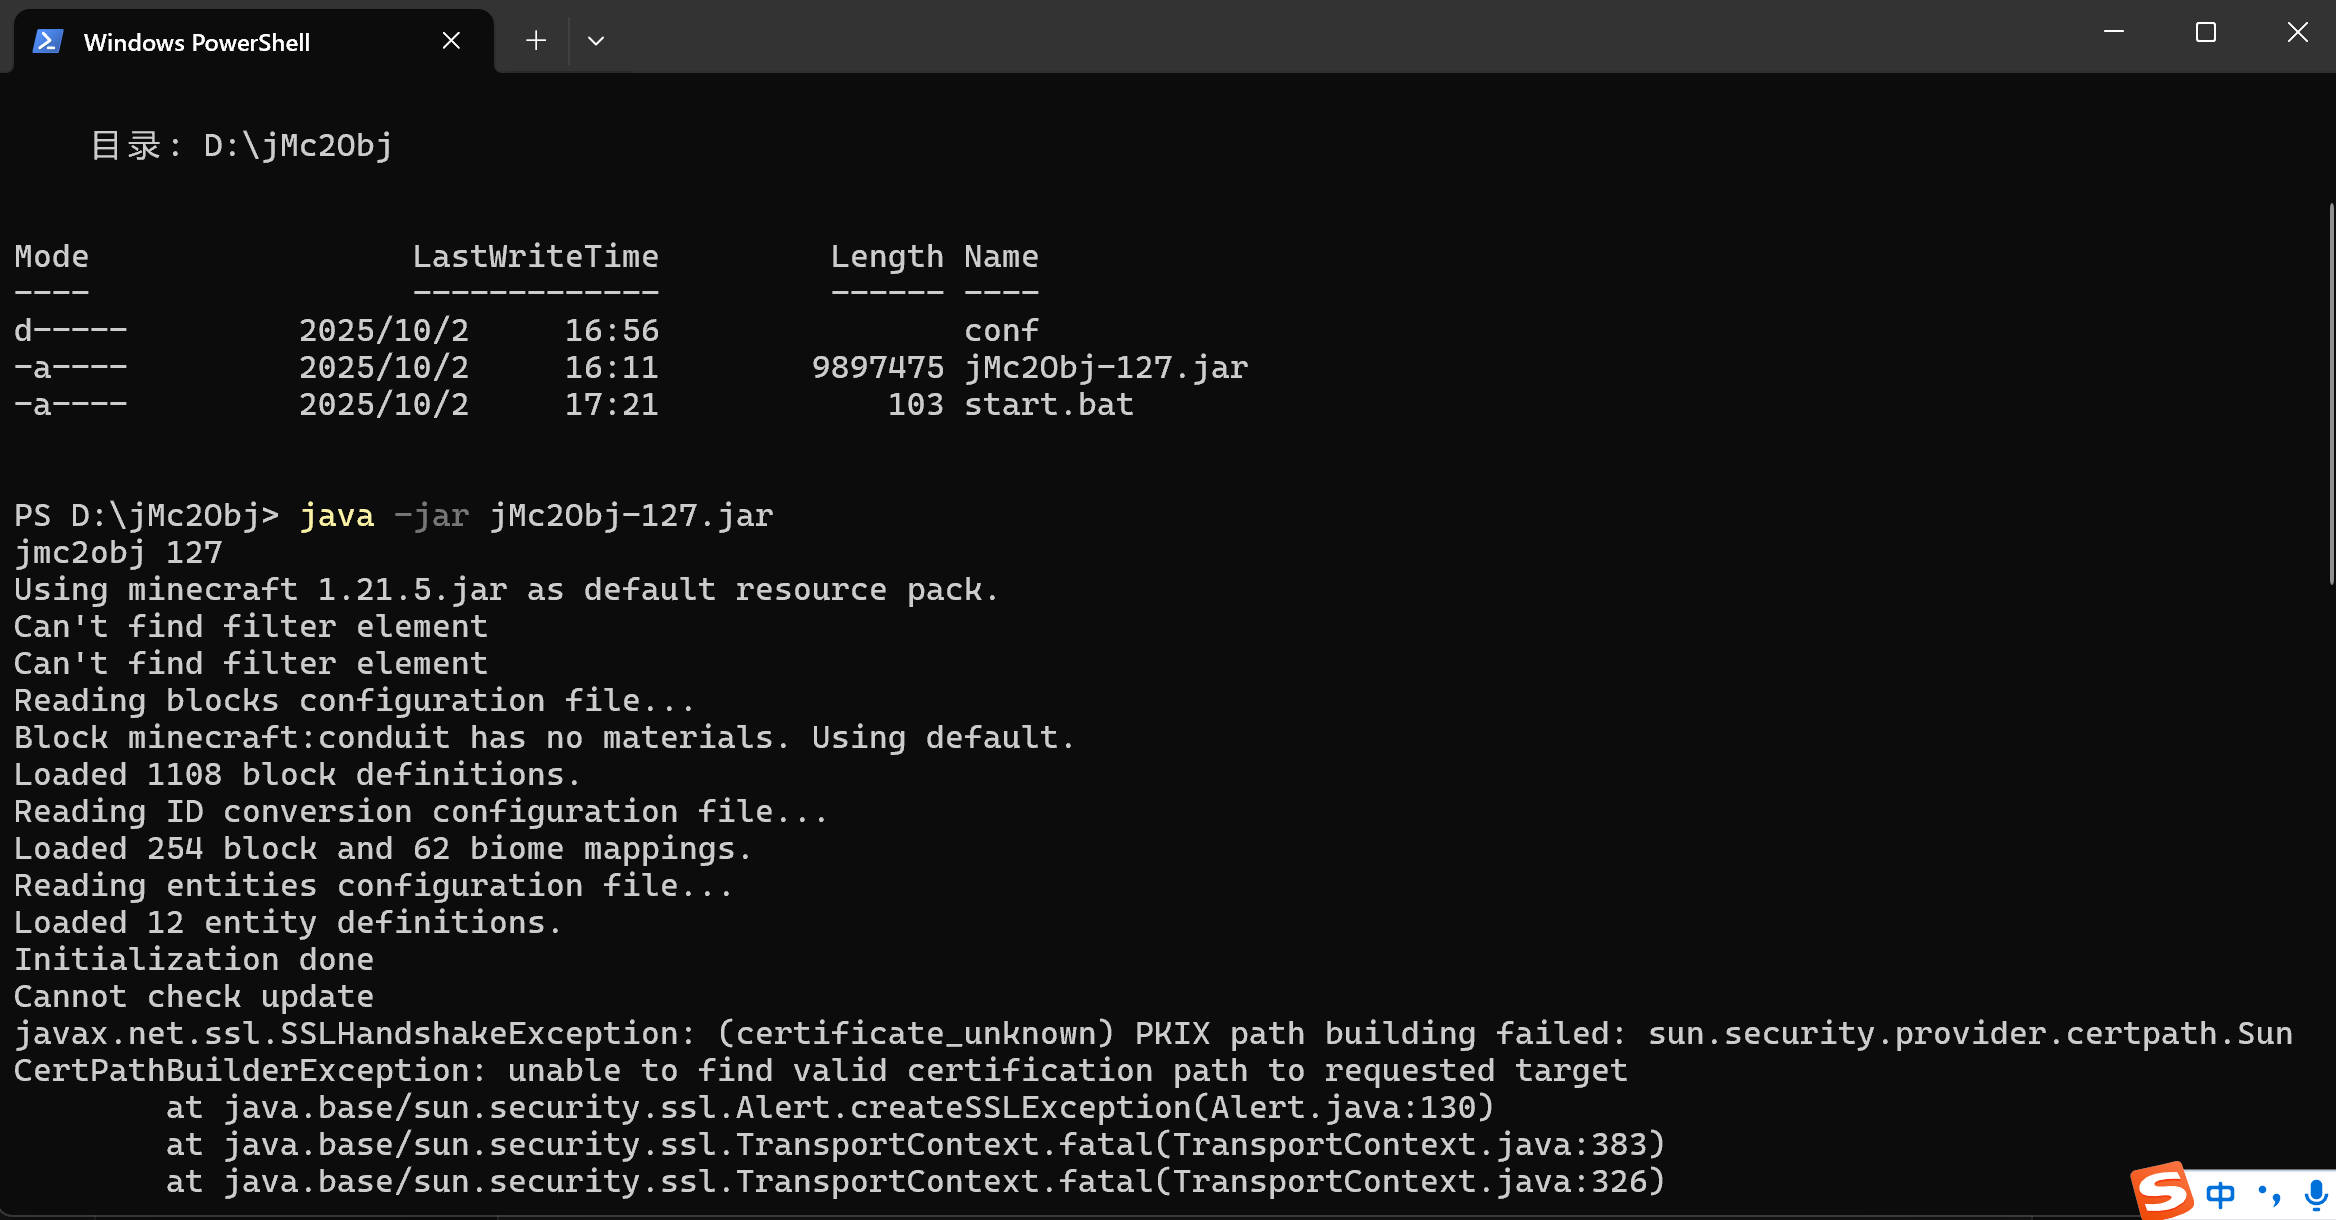 Windows PowerShell
目录: D:\jMc2Obj
Mode                 LastWriteTime         Length Name
----                 -------------         ------ ----
d-----         2025/10/2     16:56                conf
-a----         2025/10/2     16:11        9897475 jMc2Obj-127.jar
-a----         2025/10/2     17:21            103 start.bat
PS D:\jMc2Obj> java -jar jMc2Obj-127.jar
jmc2obj 127
Using minecraft 1.21.5.jar as default resource pack.
Can't find filter element
Can't find filter element
Reading blocks configuration file...
Block minecraft:conduit has no materials. Using default.
Loaded 1108 block definitions.
Reading ID conversion configuration file...
Loaded 254 block and 62 biome mappings.
Reading entities configuration file...
Loaded 12 entity definitions.
Initialization done
Cannot check update
javax.net.ssl.SSLHandshakeException: (certificate_unknown) PKIX path building failed: sun.security.provider.certpath.Sun
CertPathBuilderException: unable to find valid certification path to requested target
        at java.base/sun.security.ssl.Alert.createSSLException(Alert.java:130)
        at java.base/sun.security.ssl.TransportContext.fatal(TransportContext.java:383)
        at java.base/sun.security.ssl.TransportContext.fatal(TransportContext.java:326)
S 中